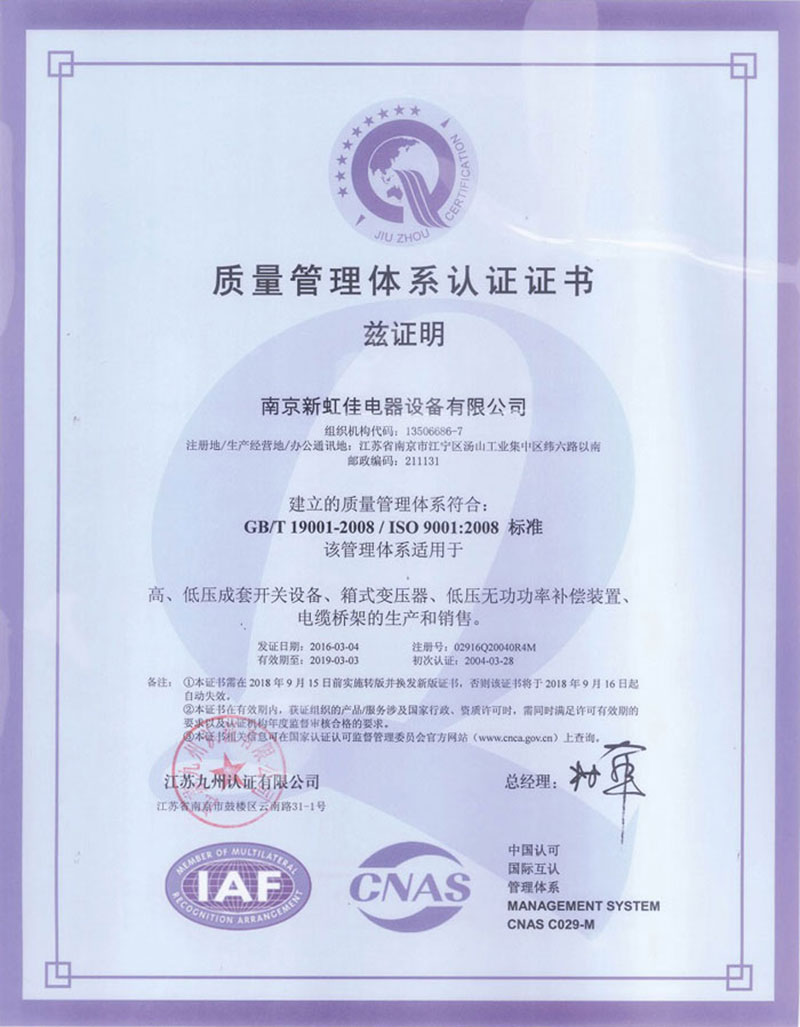 JIU ZHOU CERTIFICATION
质量管理体系认证证书
兹证明
南京新虹佳电器设备有限公司
组织机构代码：13506686-7
注册地/生产经营地/办公通讯地：江苏省南京市江宁区汤山工业集中区纬六路以南
邮政编码：211131
建立的质量管理体系符合：
GB/T 19001-2008 / ISO 9001:2008 标准
该管理体系适用于
高、低压成套开关设备、箱式变压器、低压无功功率补偿装置、
电缆桥架的生产和销售。
发证日期：2016-03-04 注册号：02916Q20040R4M
有效期至：2019-03-03 初次认证：2004-03-28
备注：①本证书需在 2018 年 9 月 15 日前实施转版并换发新版证书，否则该证书将于 2018 年 9 月 16 日起
自动失效。
②本证书在有效期内，获证组织的产品/服务涉及国家行政、资质许可时，需同时满足许可有效期的
要求以及认证机构年度监督审核合格的要求。
③本证书相关信息可在国家认证认可监督管理委员会官方网站（www.cnca.gov.cn）上查询。
江苏九州认证有限公司 总经理：
江苏省南京市鼓楼区云南路31-1号
MEMBER OF MULTILATERAL
IAF
RECOGNITION ARRANGEMENT
CNAS
中国认可
国际互认
管理体系
MANAGEMENT SYSTEM
CNAS C029-M